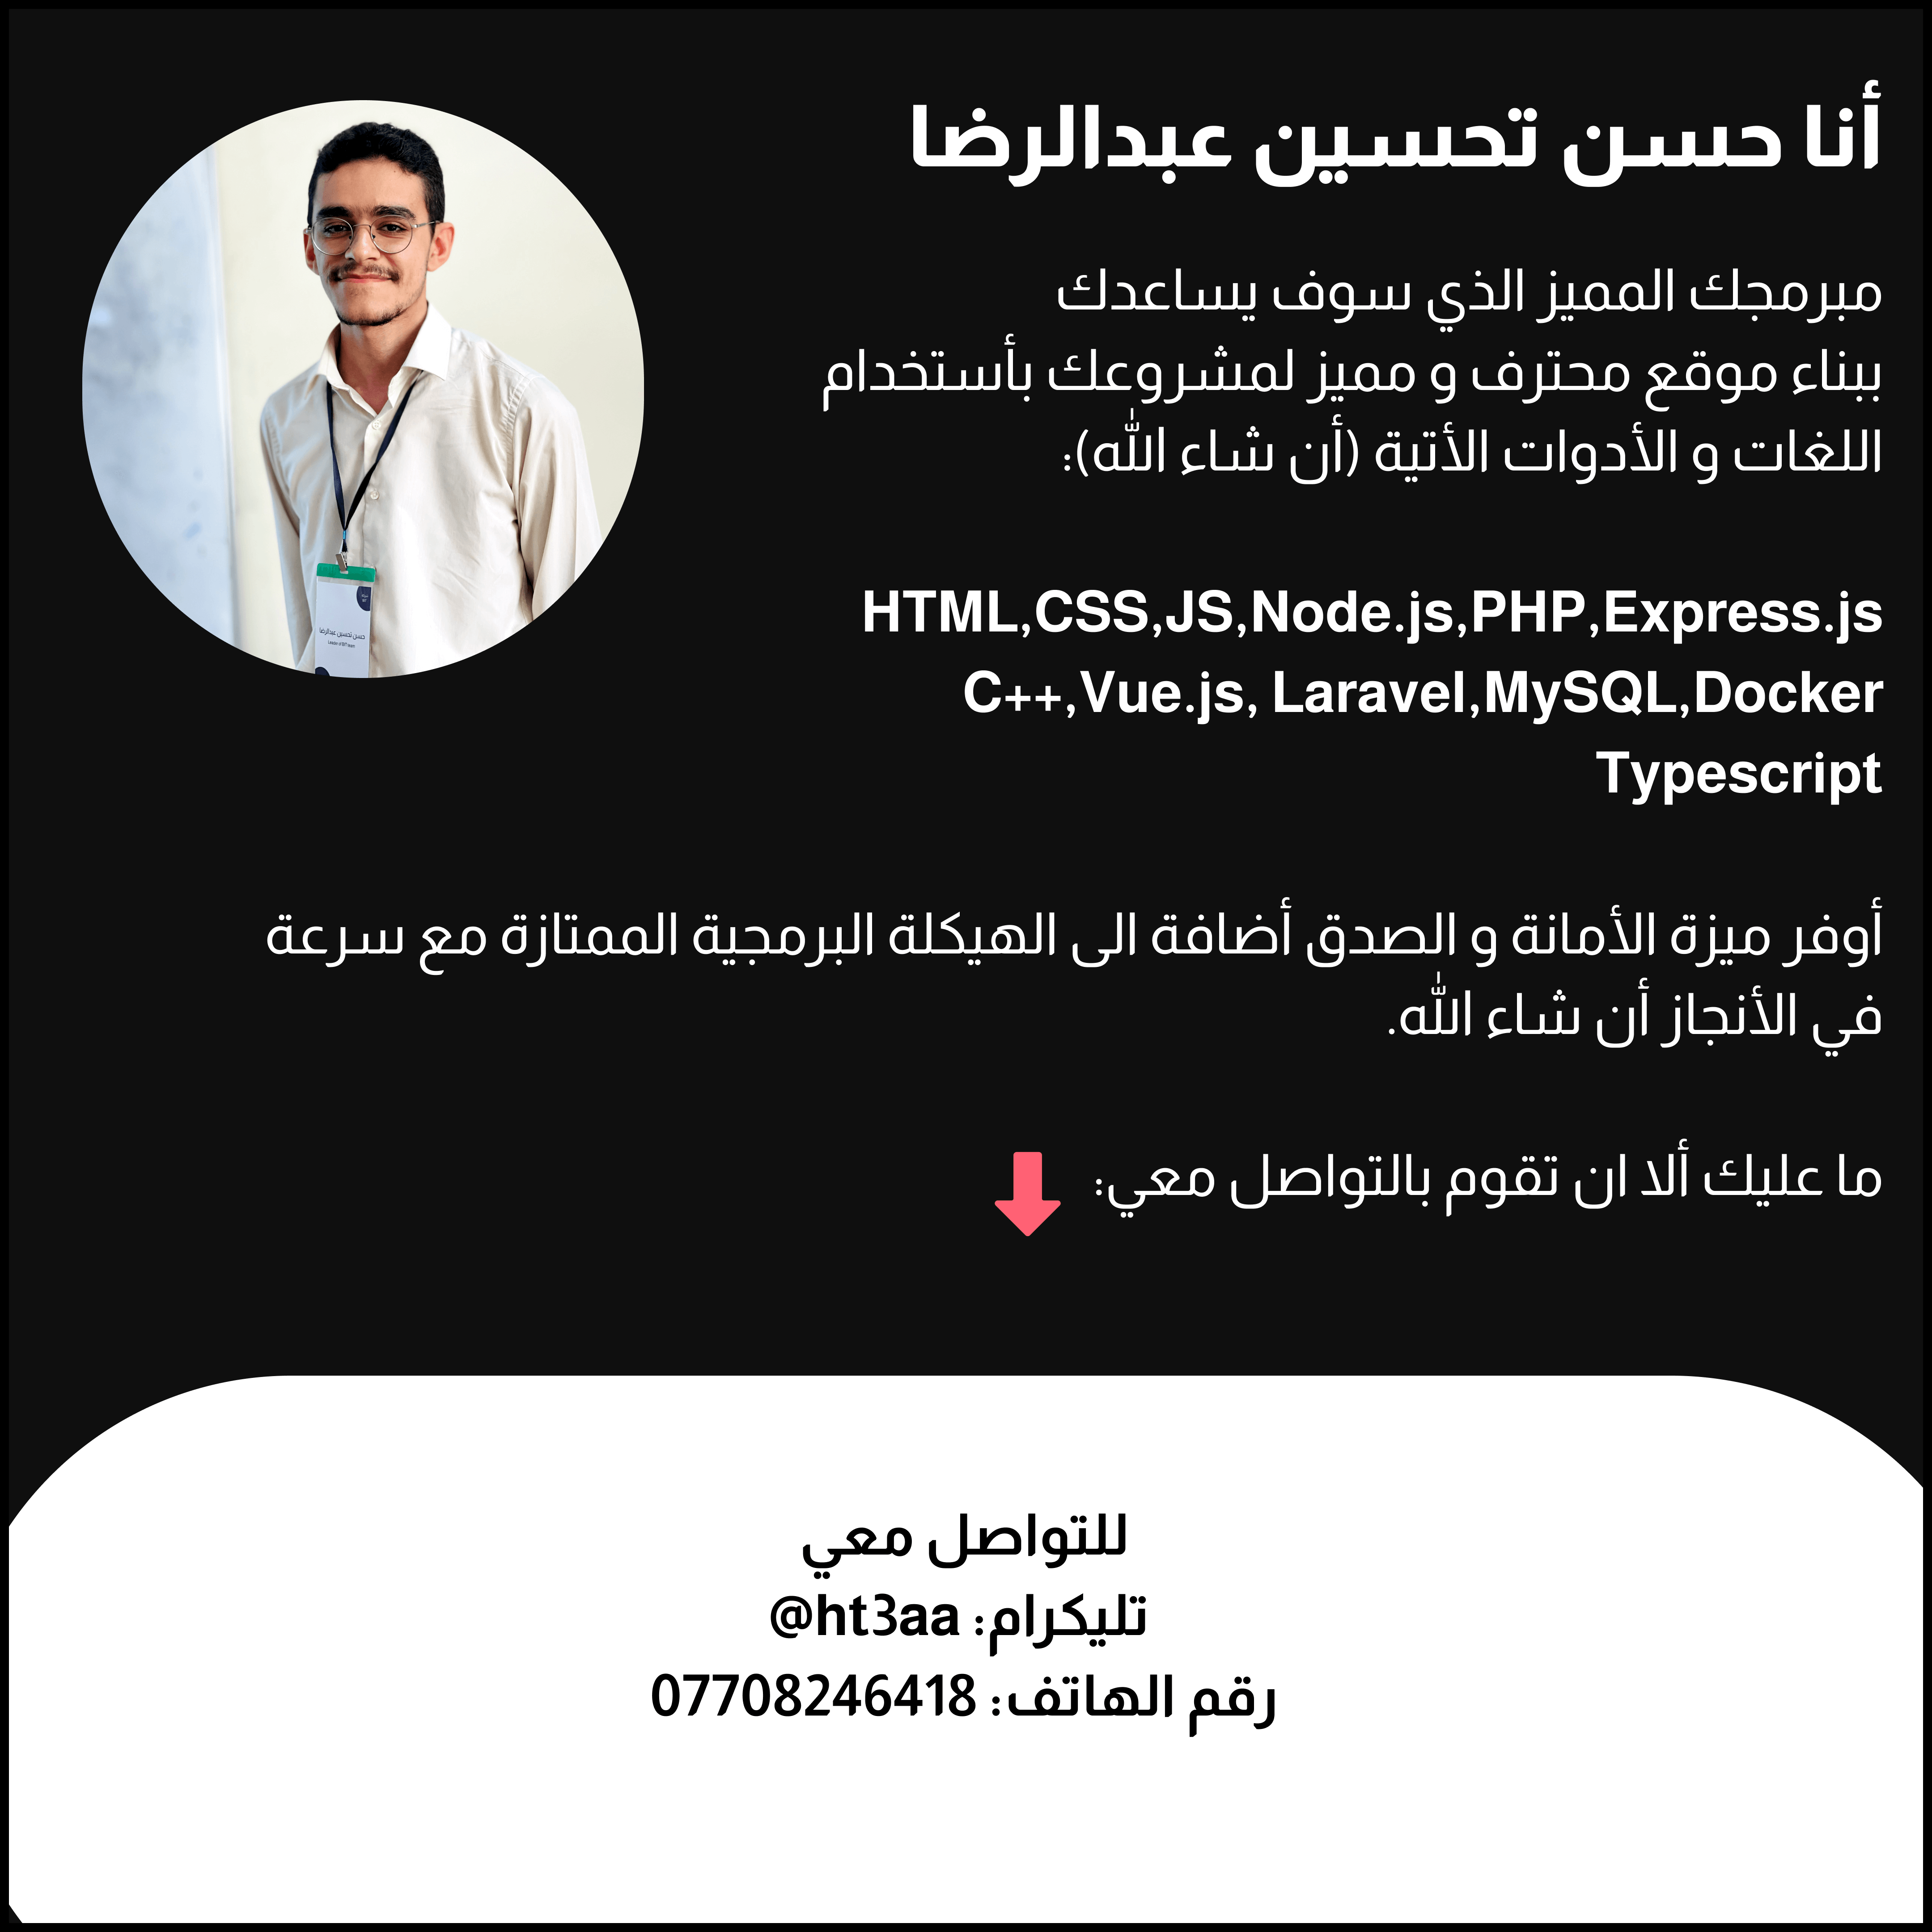 أنا حسن تحسين عبدالرضا
مبرمجك المميز الذي سوف يساعدك
ببناء موقع محترف و مميز لمشروعك بأستخدام
اللغات و الأدوات الأتية (أن شاء الله):
HTML,CSS,JS,Node.js,PHP,Express.js
C++,Vue.js, Laravel,MySQL,Docker
Typescript
أوفر ميزة الأمانة و الصدق أضافة الى الهيكلة البرمجية الممتازة مع سرعة
في الأنجاز أن شاء الله.
ما عليك ألا ان تقوم بالتواصل معي:
حسن تحسين عبدالرضا
للتواصل معي
تليكرام: @ht3aa
رقم الهاتف: 07708246418